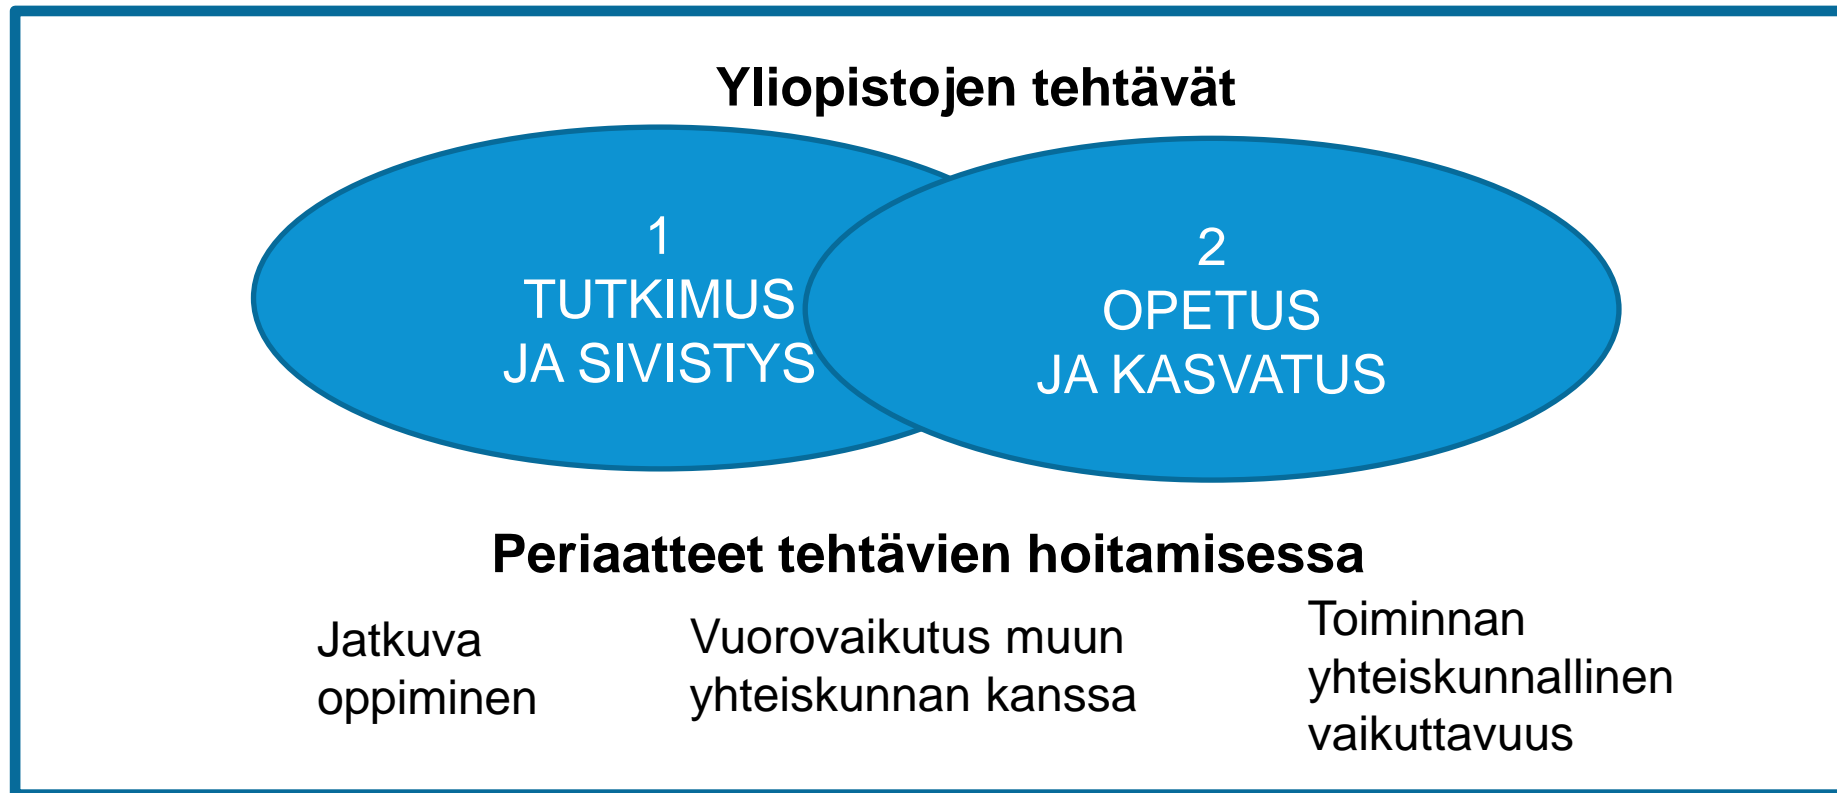 Yliopistojen tehtävät
1
TUTKIMUS
JA SIVISTYS
2
OPETUS
JA KASVATUS
Periaatteet tehtävien hoitamisessa
Jatkuva
oppiminen
Vuorovaikutus muun
yhteiskunnan kanssa
Toiminnan
yhteiskunnallinen
vaikuttavuus